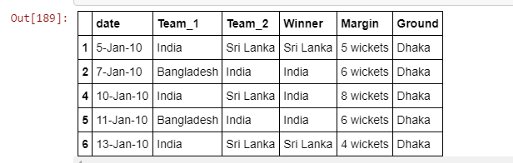 Out[189]:
date Team_1 Team_2 Winner Margin Ground
1 5-Jan-10 India Sri Lanka Sri Lanka 5 wickets Dhaka
2 7-Jan-10 Bangladesh India India 6 wickets Dhaka
4 10-Jan-10 India Sri Lanka India 8 wickets Dhaka
5 11-Jan-10 Bangladesh India India 6 wickets Dhaka
6 13-Jan-10 India Sri Lanka Sri Lanka 4 wickets Dhaka